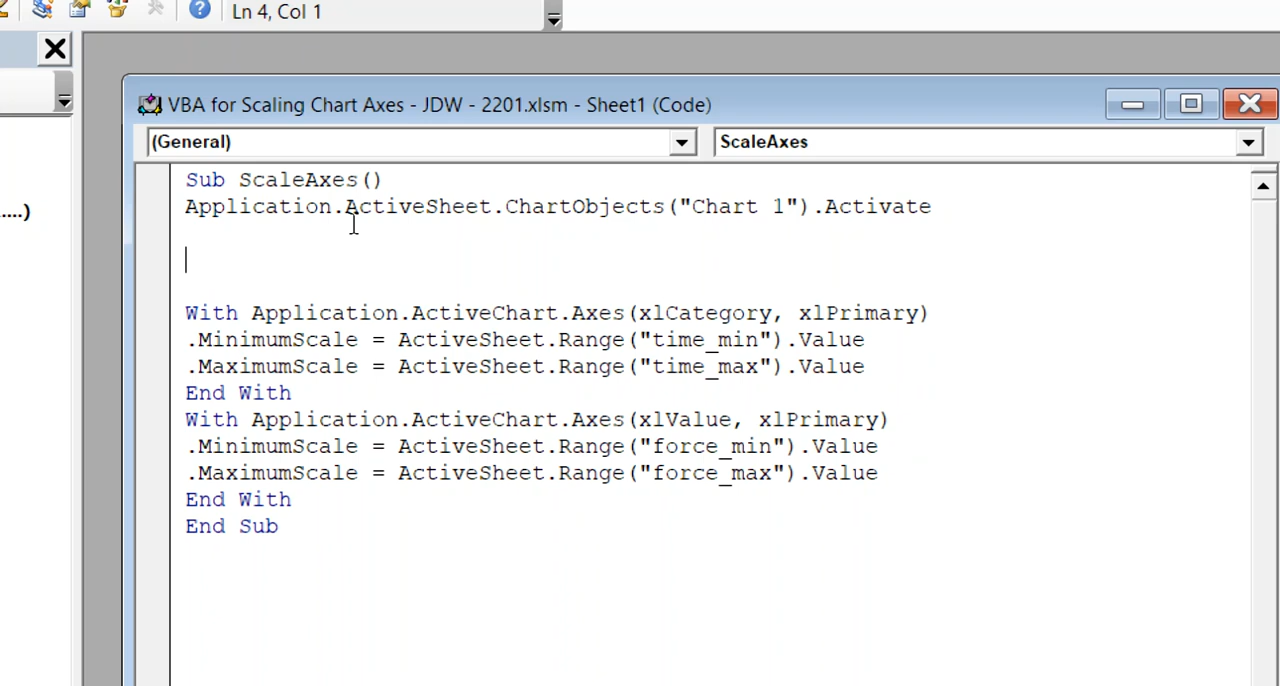 Ln 4, Col 1
VBA for Scaling Chart Axes - JDW - 2201.xlsm - Sheet1 (Code)
(General)
ScaleAxes
.....)
Sub ScaleAxes()
Application.ActiveSheet.ChartObjects("Chart 1").Activate
With Application.ActiveChart.Axes(xlCategory, xlPrimary)
.MinimumScale = ActiveSheet.Range("time_min").Value
.MaximumScale = ActiveSheet.Range("time_max").Value
End With
With Application.ActiveChart.Axes(xlValue, xlPrimary)
.MinimumScale = ActiveSheet.Range("force_min").Value
.MaximumScale = ActiveSheet.Range("force_max").Value
End With
End Sub